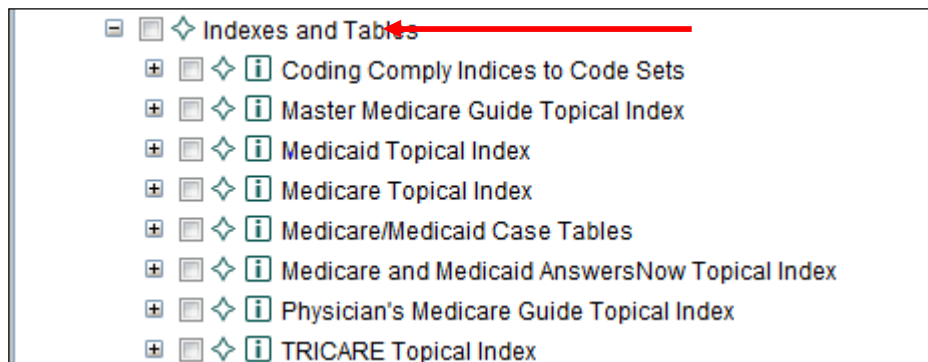 Indexes and Tables
Coding Comply Indices to Code Sets
Master Medicare Guide Topical Index
Medicaid Topical Index
Medicare Topical Index
Medicare/Medicaid Case Tables
Medicare and Medicaid AnswersNow Topical Index
Physician's Medicare Guide Topical Index
TRICARE Topical Index